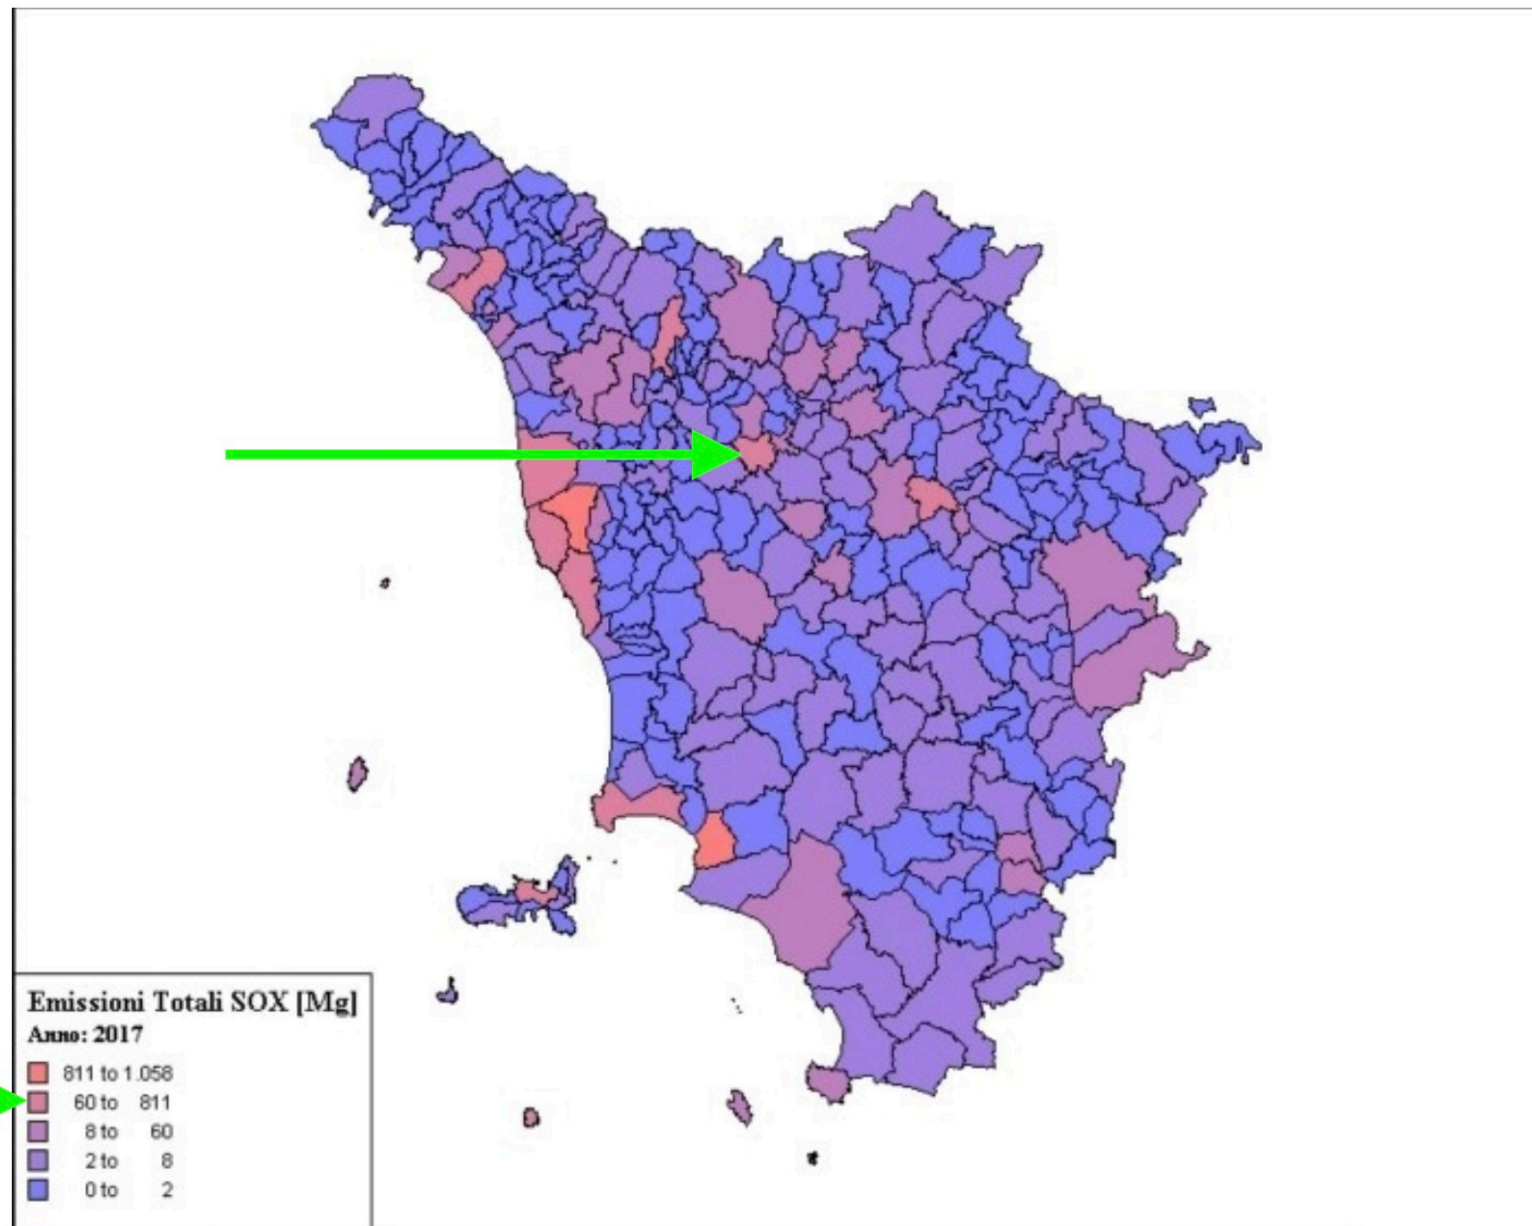 Emissioni Totali SOX [Mg]
Anno: 2017
811 to 1.058
60 to 811
8 to 60
2 to 8
0 to 2